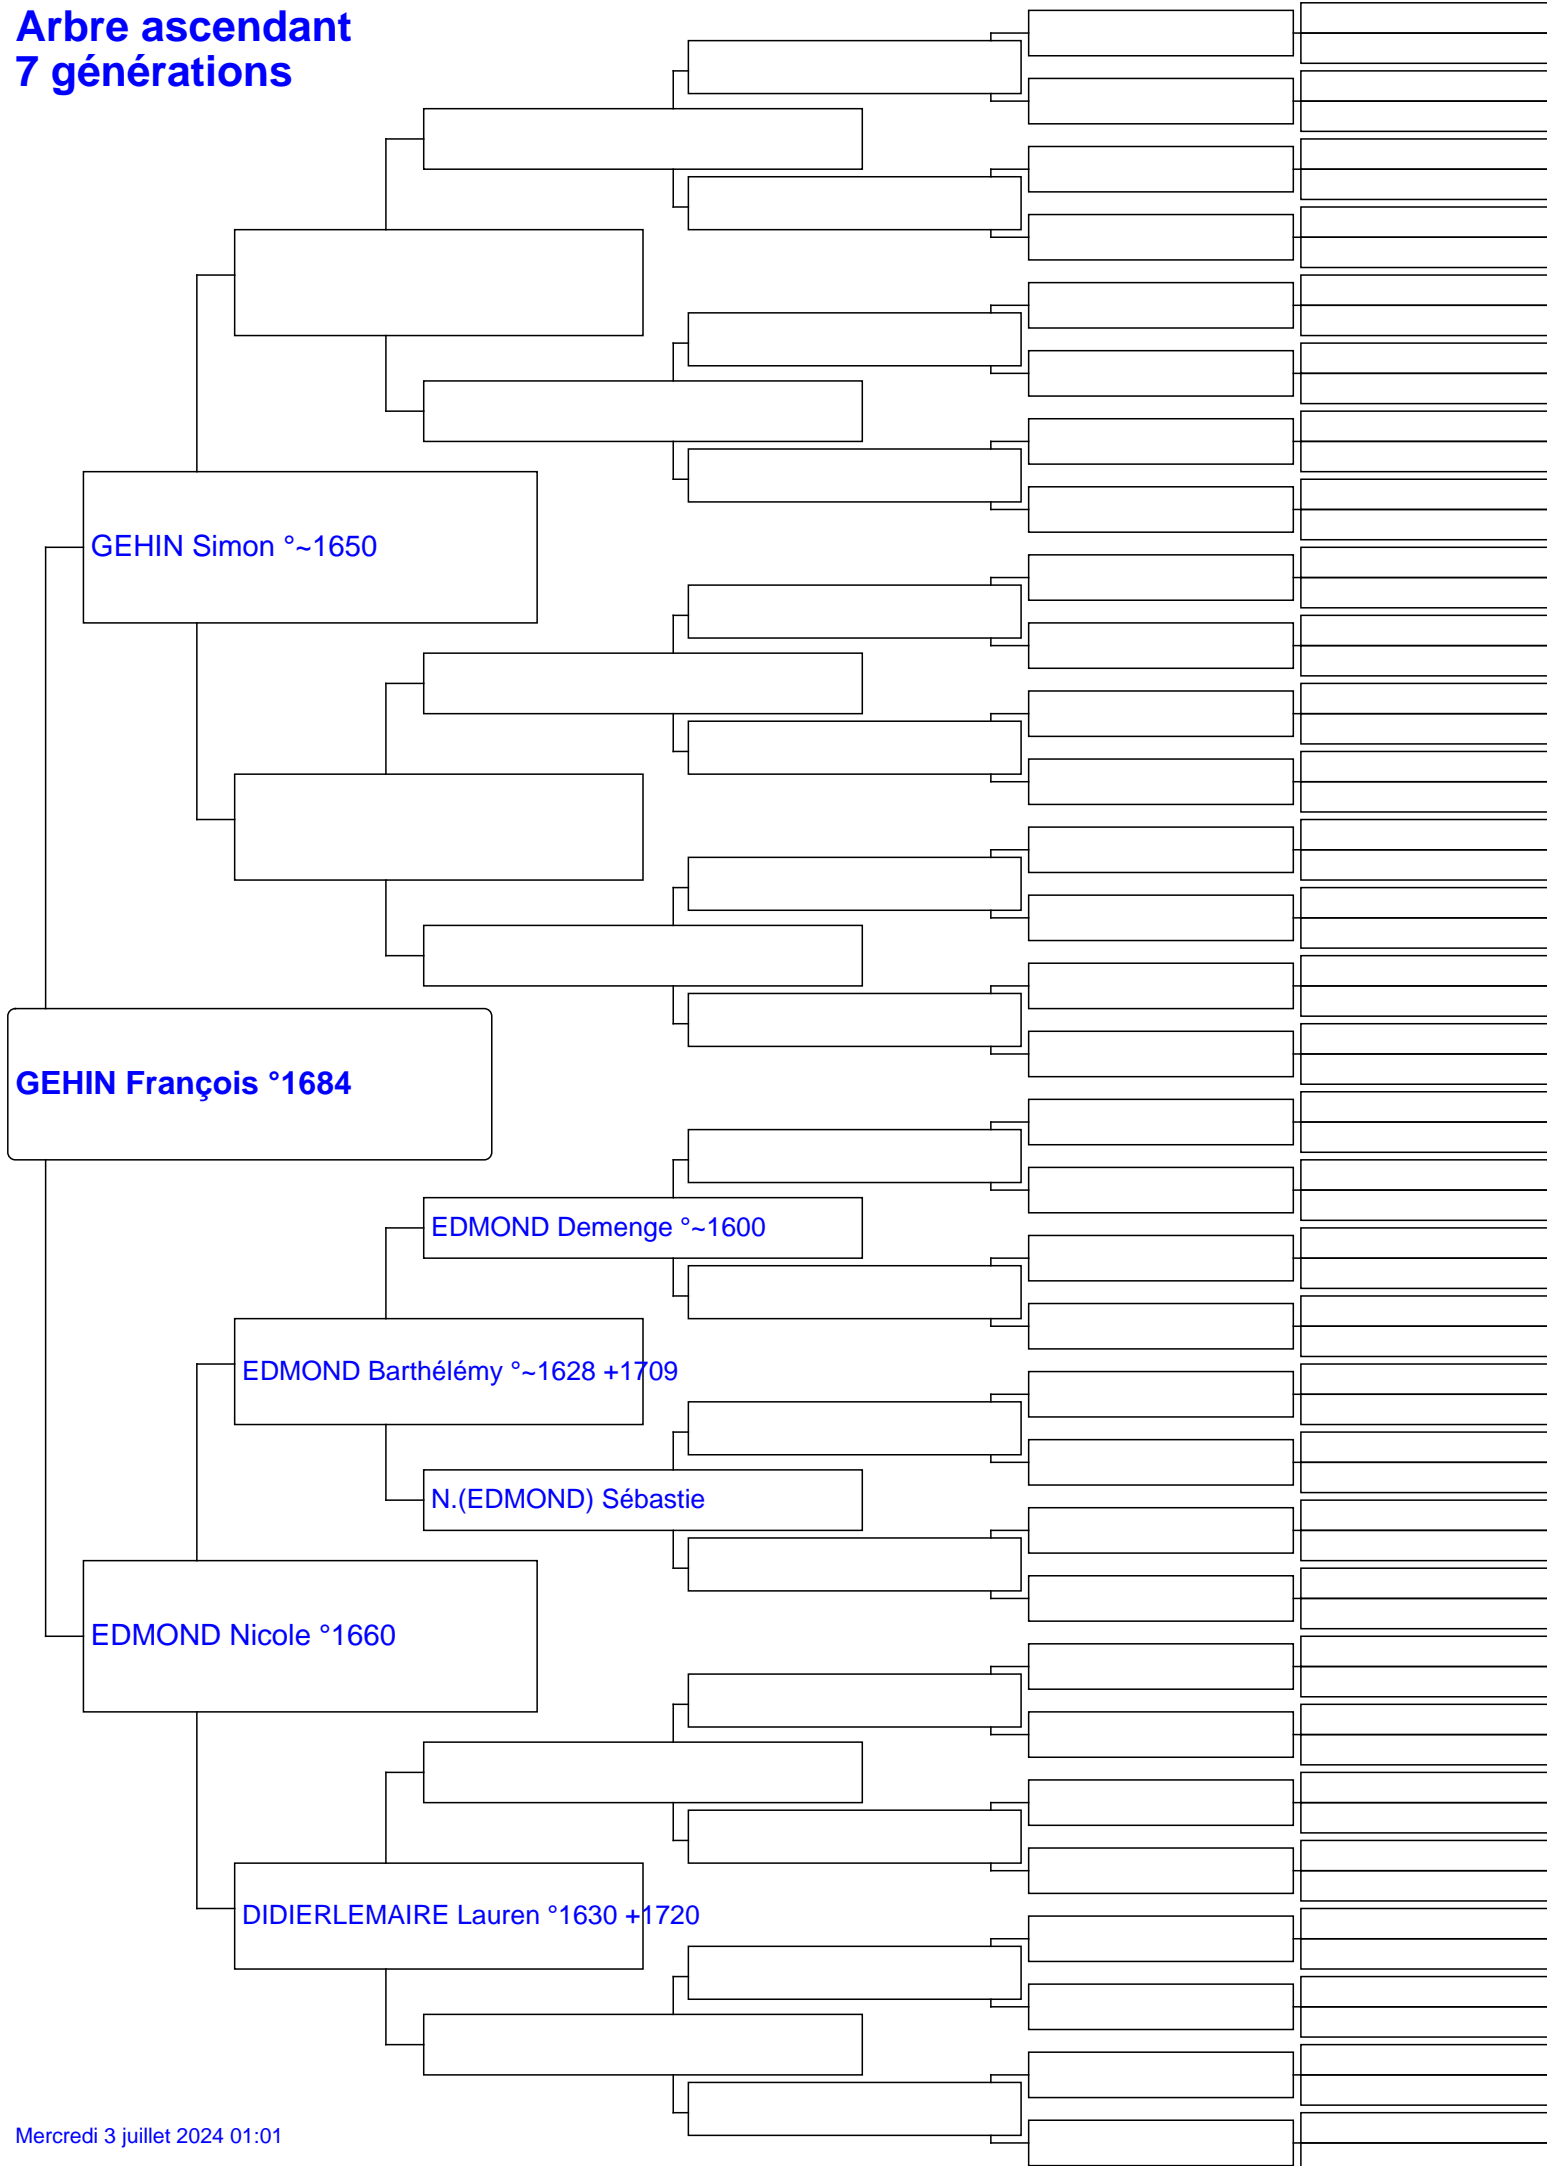 Arbre ascendant
7 générations
GEHIN Simon °~1650
GEHIN François °1684
EDMOND Demenge °~1600
EDMOND Barthélémy °~1628 +1709
N.(EDMOND) Sébastie
EDMOND Nicole °1660
DIDIERLEMAIRE Lauren °1630 +1720
Mercredi 3 juillet 2024 01:01